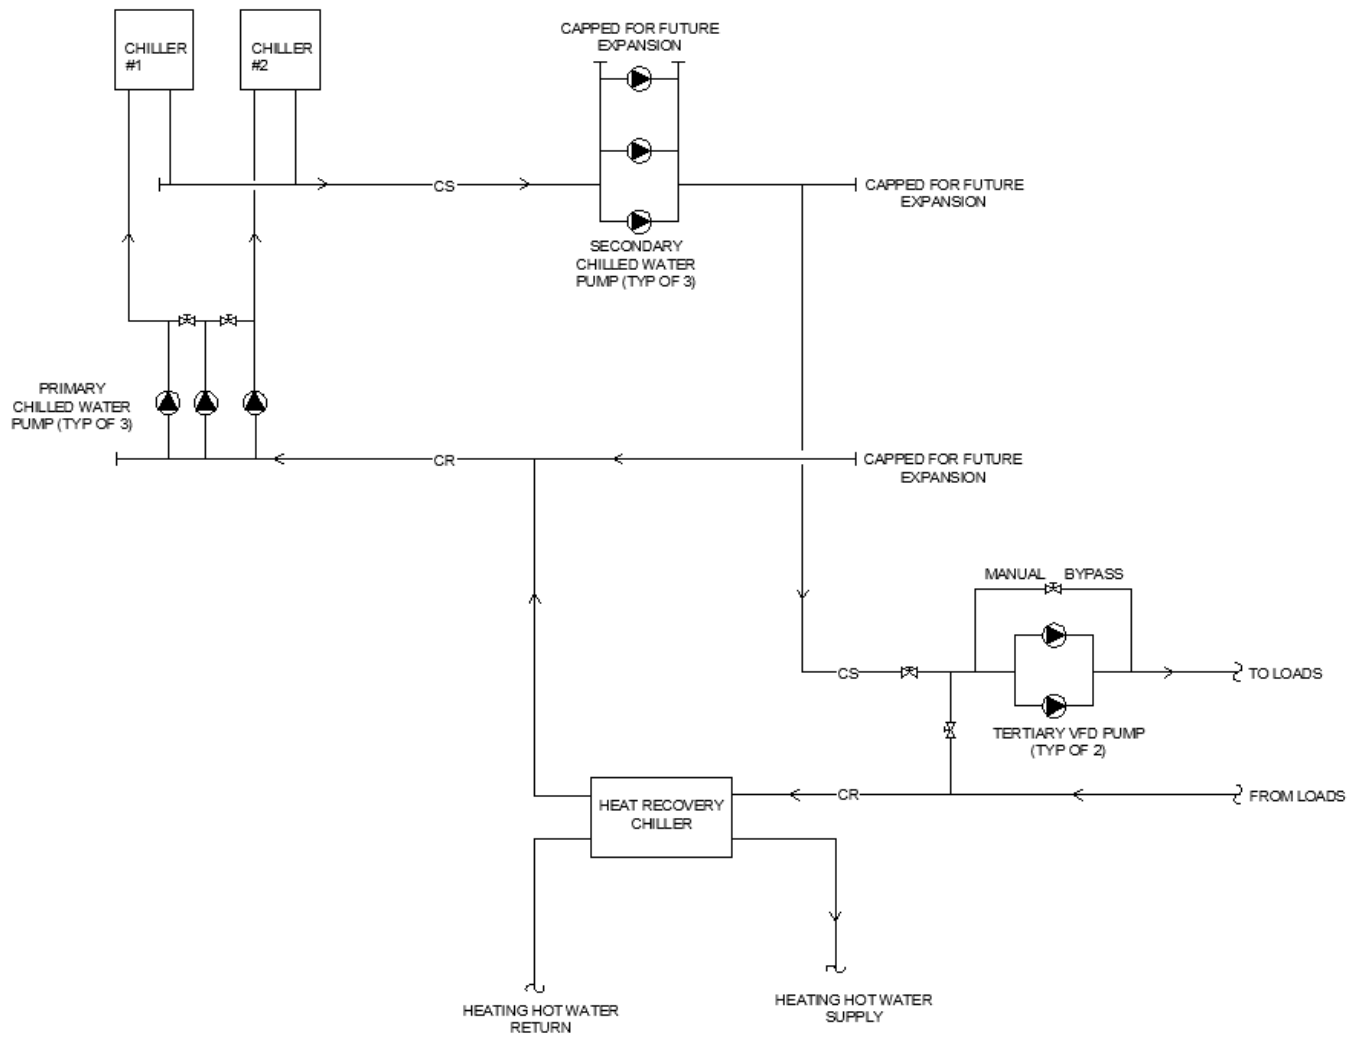 CHILLER
#1
CHILLER
#2
CAPPED FOR FUTURE
EXPANSION
CS
CAPPED FOR FUTURE
EXPANSION
SECONDARY
CHILLED WATER
PUMP (TYP OF 3)
PRIMARY
CHILLED WATER
PUMP (TYP OF 3)
CR
CAPPED FOR FUTURE
EXPANSION
MANUAL BYPASS
CS
TO LOADS
TERTIARY VFD PUMP
(TYP OF 2)
HEAT RECOVERY
CHILLER
CR
FROM LOADS
HEATING HOT WATER
RETURN
HEATING HOT WATER
SUPPLY